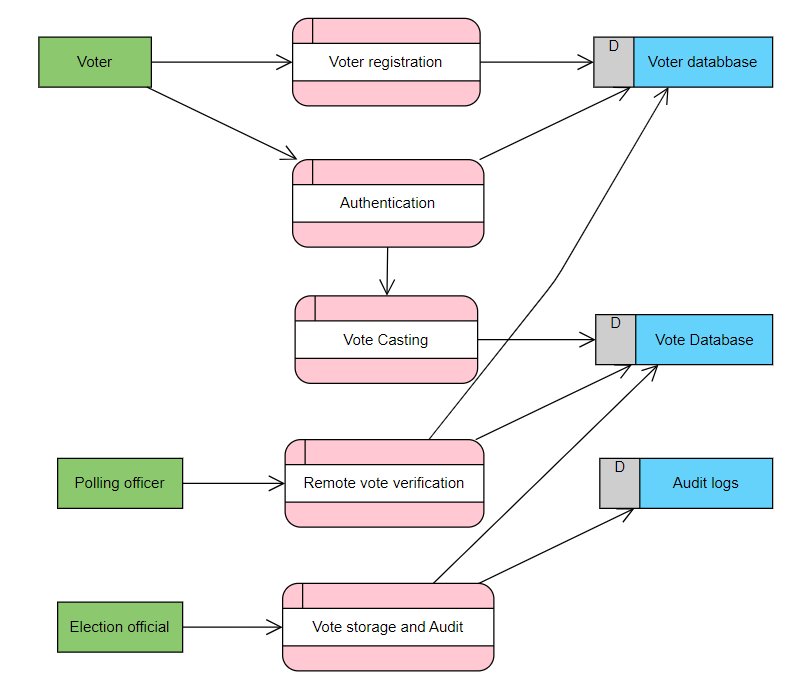 Voter
Voter registration
D
Voter databbase
Authentication
Vote Casting
D
Vote Database
Polling officer
Remote vote verification
D
Audit logs
Election official
Vote storage and Audit